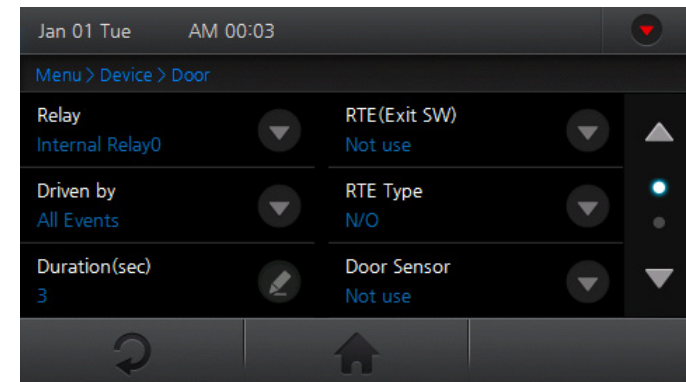 Jan 01 Tue AM 00:03
Menu > Device > Door
Relay
Internal Relay0
RTE(Exit SW)
Not use
Driven by
All Events
RTE Type
N/O
Duration(sec)
3
Door Sensor
Not use